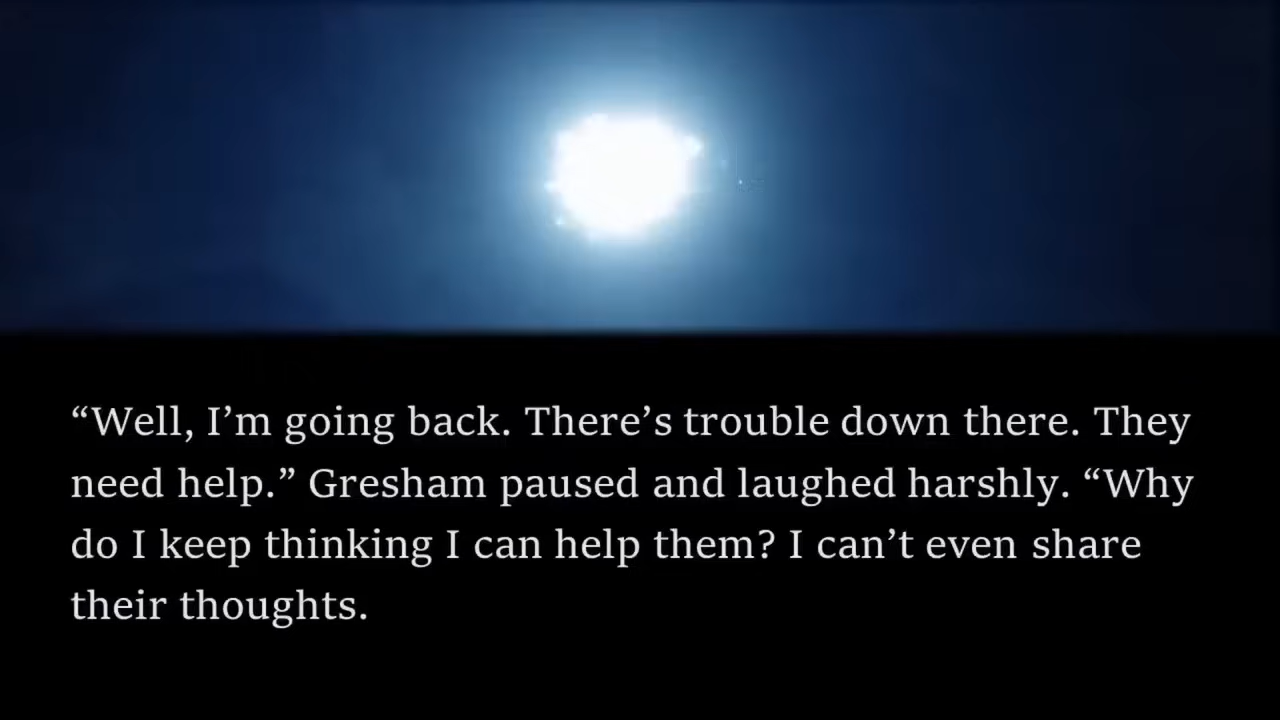 “Well, I’m going back. There’s trouble down there. They
need help.” Gresham paused and laughed harshly. “Why
do I keep thinking I can help them? I can’t even share
their thoughts.